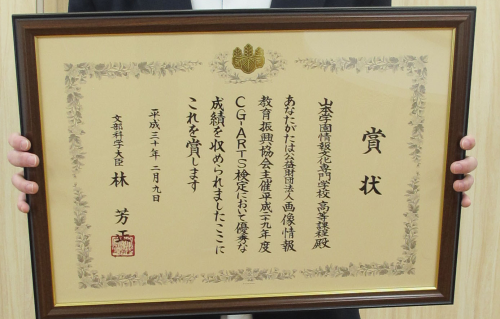 賞状
山本学園情報文化専門学校 高等課程殿
あなたがたは公益財団法人画像情報
教育振興協会主催平成二十九年度
CG-ARTS検定において優秀な
成績を収められましたここに
これを賞します
平成三十年二月九日
文部科学大臣 林 芳正